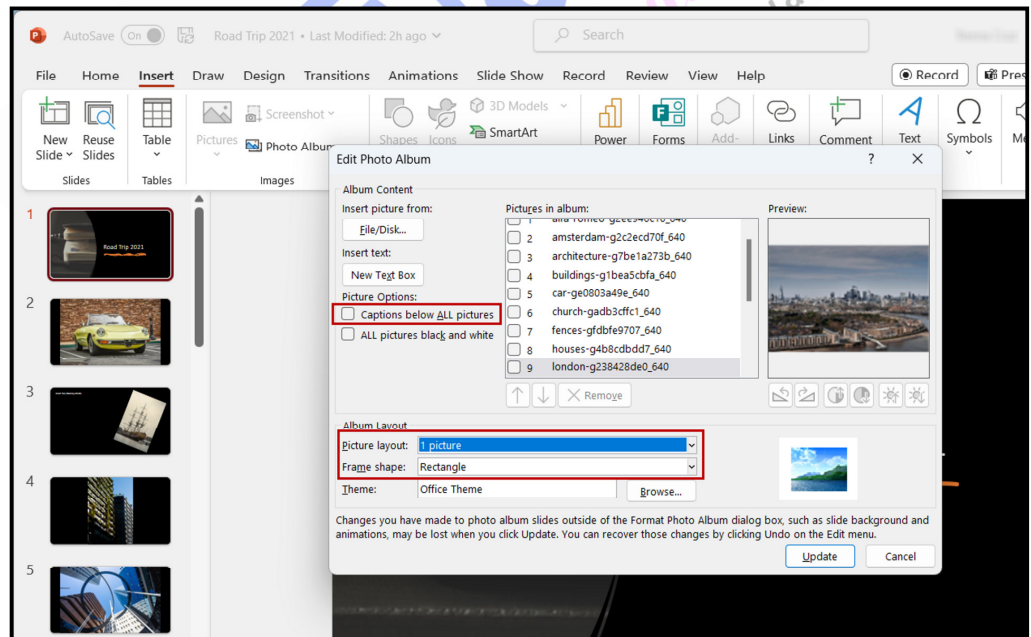 AutoSave On Road Trip 2021 • Last Modified: 2h ago Search
File Home Insert Draw Design Transitions Animations Slide Show Record Review View Help Record Pres
New Slide Reuse Slides Table Pictures Screenshot Photo Album Shapes Icons 3D Models SmartArt Power Forms Add- Links Comment Text Symbols
Slides Tables Images
Edit Photo Album ? X
Album Content
Insert picture from: Pictures in album: Preview:
File/Disk...
1
2 amsterdam-g2c2ecd70f_640
Insert text:
3 architecture-g7be1a273b_640
New Text Box
4 buildings-g1bea5cbfa_640
Picture Options:
5 car-ge0803a49e_640
Captions below ALL pictures
6 church-gadb3cffc1_640
ALL pictures black and white
7 fences-gfdbfe9707_640
8 houses-g4b8cdbdd7_640
9 london-g238428de0_640
Remove
Album Layout
Picture layout: 1 picture
Frame shape: Rectangle
Theme: Office Theme Browse...
Changes you have made to photo album slides outside of the Format Photo Album dialog box, such as slide background and
animations, may be lost when you click Update. You can recover those changes by clicking Undo on the Edit menu.
Update Cancel
1
Road Trip 2021
2
3
4
5